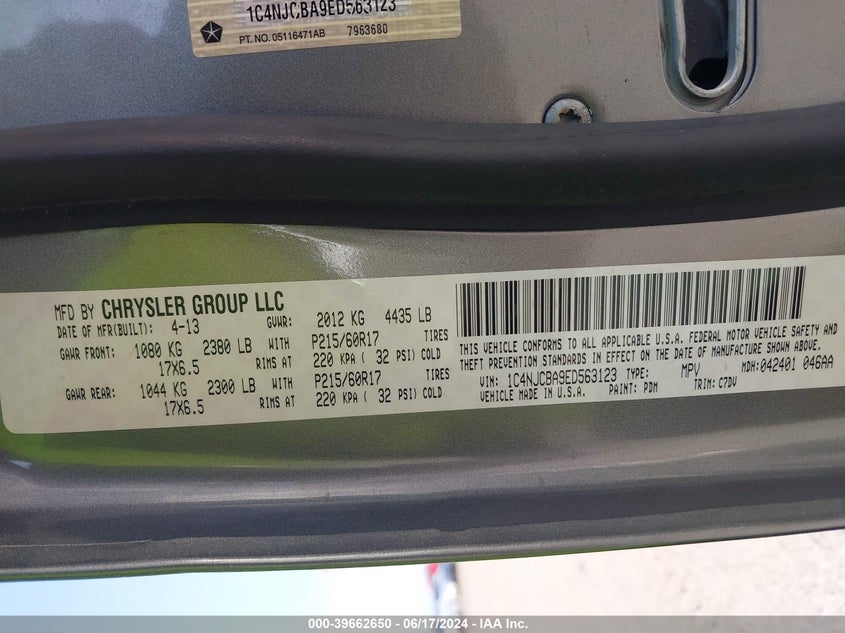 1C4NJCBA9ED563123
PT. NO. 05116471AB 7963680
MFD BY CHRYSLER GROUP LLC
DATE OF MFR(BUILT): 4-13 GVWR: 2012 KG 4435 LB
GAWR FRONT: 1080 KG 2380 LB WITH P215/60R17 TIRES
17X6.5 RIMS AT 220 KPA ( 32 PSI) COLD
GAWR REAR: 1044 KG 2300 LB WITH P215/60R17 TIRES
17X6.5 RIMS AT 220 KPA ( 32 PSI) COLD
THIS VEHICLE CONFORMS TO ALL APPLICABLE U.S.A. FEDERAL MOTOR VEHICLE SAFETY AND
THEFT PREVENTION STANDARDS IN EFFECT ON THE DATE OF MANUFACTURE SHOWN ABOVE.
VIN: 1C4NJCBA9ED563123 TYPE: MPV MDH:042401 046AA
VEHICLE MADE IN U.S.A. PAINT: PDM TRIM: C7DV
000-39662650 - 06/17/2024 - IAA Inc.